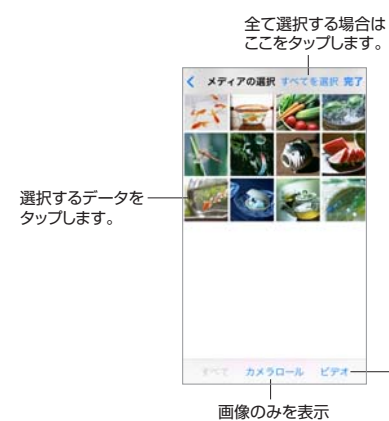 全て選択する場合は
ここをタップします。
メディアの選択 すべてを選択 完了
選択するデータを
タップします。
すべて カメラロール ビデオ
画像のみを表示